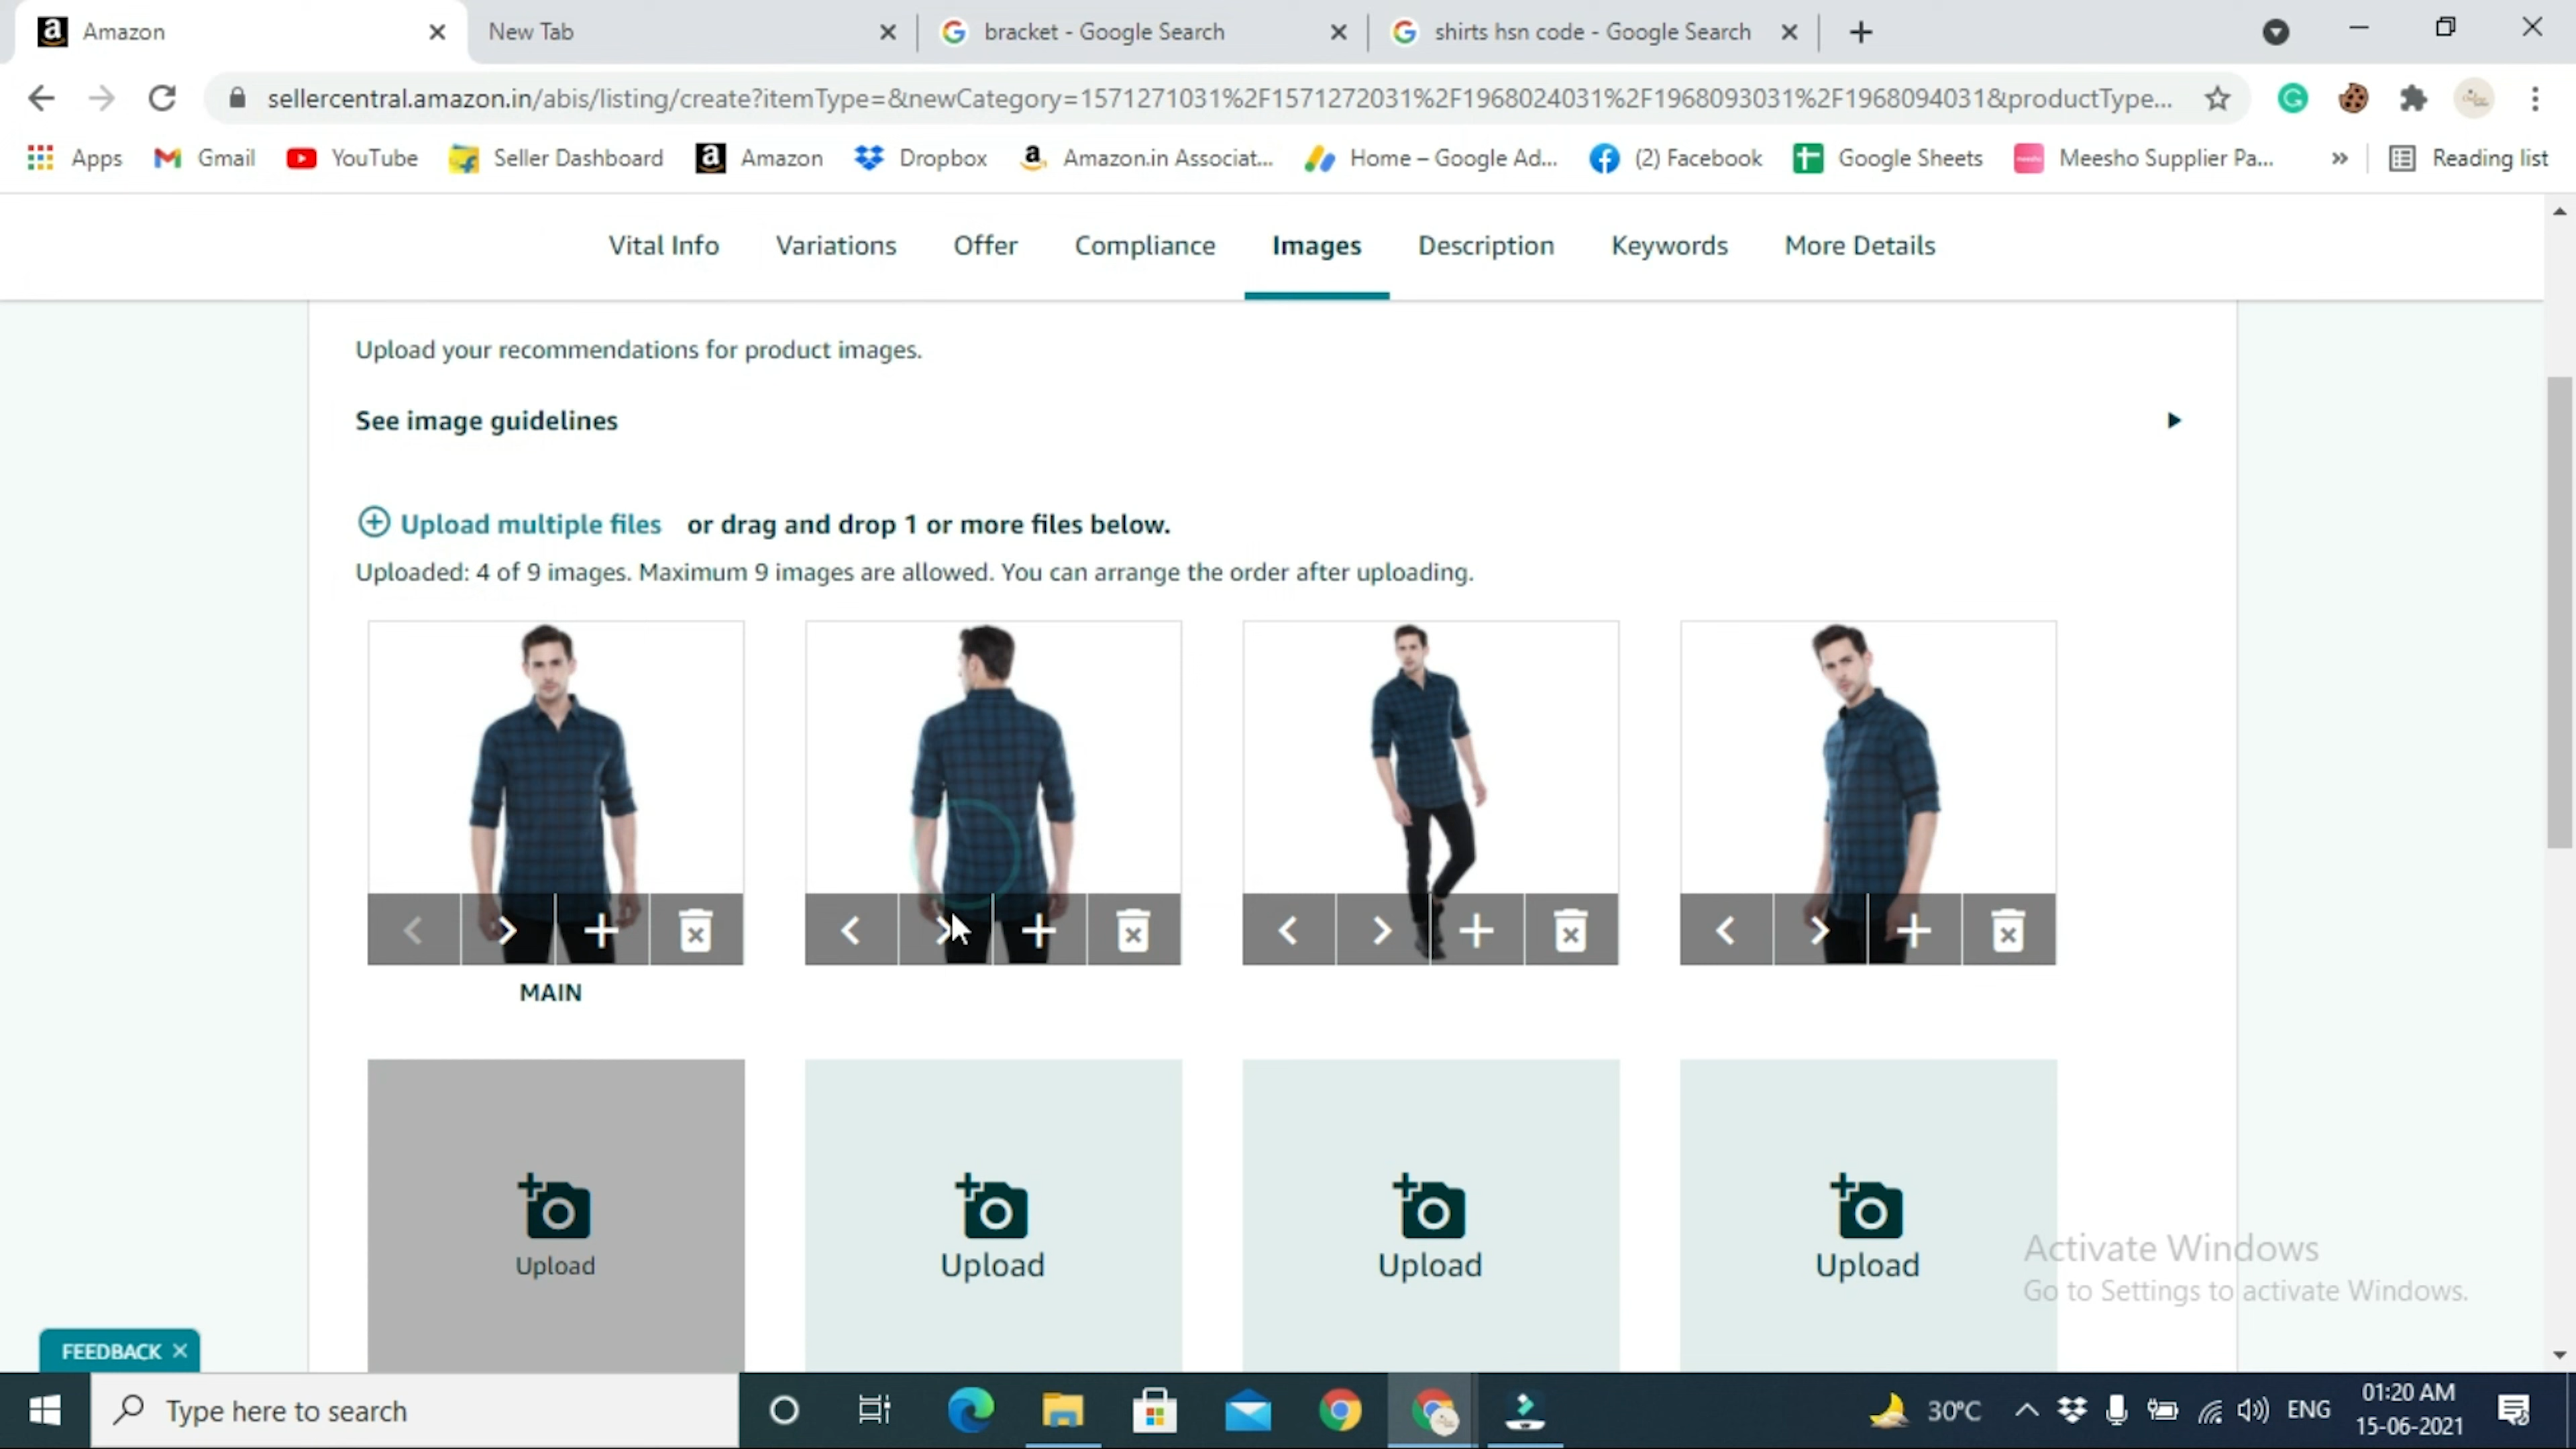 Amazon
New Tab
bracket - Google Search
shirts hsn code - Google Search
sellercentral.amazon.in/abis/listing/create?itemType=&newCategory=1571271031%2F1571272031%2F1968024031%2F1968093031%2F1968094031&productType...
Apps
Gmail
YouTube
Seller Dashboard
Amazon
Dropbox
Amazon.in Associat...
Home – Google Ad...
(2) Facebook
Google Sheets
Meesho Supplier Pa...
Reading list
Vital Info
Variations
Offer
Compliance
Images
Description
Keywords
More Details
Upload your recommendations for product images.
See image guidelines
Upload multiple files or drag and drop 1 or more files below.
Uploaded: 4 of 9 images. Maximum 9 images are allowed. You can arrange the order after uploading.
MAIN
Upload
Upload
Upload
Upload
Activate Windows
Go to Settings to activate Windows.
FEEDBACK
Type here to search
30°C
ENG
01:20 AM
15-06-2021